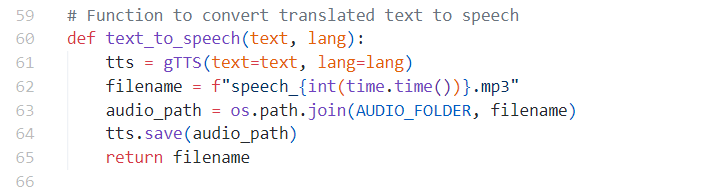 59 # Function to convert translated text to speech
60 def text_to_speech(text, lang):
61     tts = gTTS(text=text, lang=lang)
62     filename = f"speech_{int(time.time())}.mp3"
63     audio_path = os.path.join(AUDIO_FOLDER, filename)
64     tts.save(audio_path)
65     return filename
66